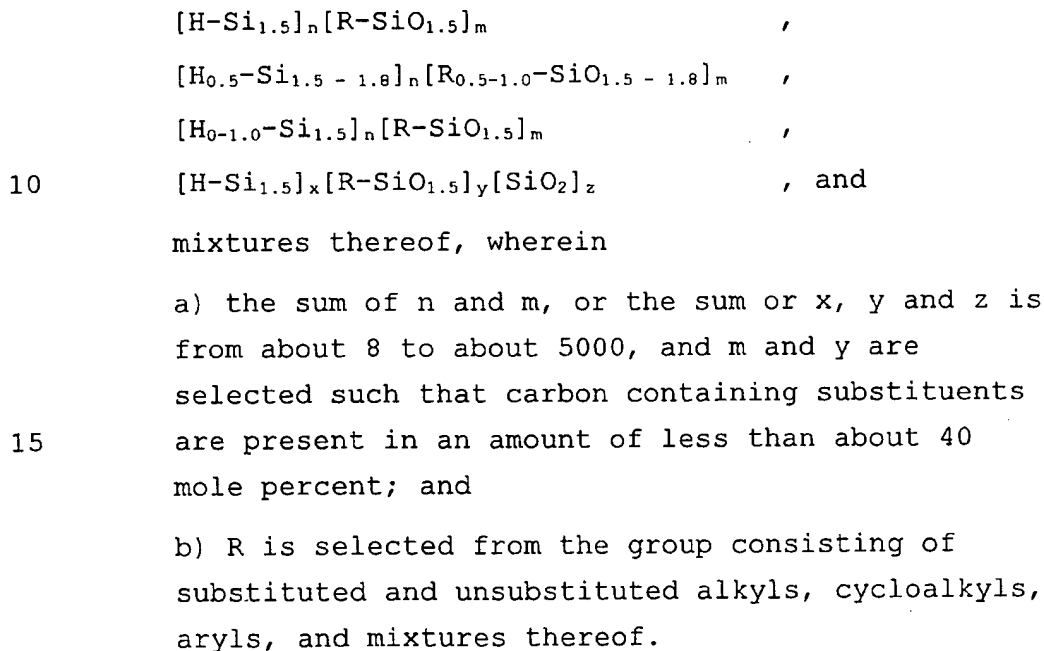 [H-Si₁.₅]ₙ[R-SiO₁.₅]ₘ ,
[H₀.₅-Si₁.₅ - ₁.₈]ₙ[R₀.₅-₁.₀-SiO₁.₅ - ₁.₈]ₘ ,
[H₀-₁.₀-Si₁.₅]ₙ[R-SiO₁.₅]ₘ ,
10 [H-Si₁.₅]ₓ[R-SiO₁.₅]y[SiO₂]z , and
mixtures thereof, wherein
a) the sum of n and m, or the sum or x, y and z is
from about 8 to about 5000, and m and y are
selected such that carbon containing substituents
15 are present in an amount of less than about 40
mole percent; and
b) R is selected from the group consisting of
substituted and unsubstituted alkyls, cycloalkyls,
aryls, and mixtures thereof.